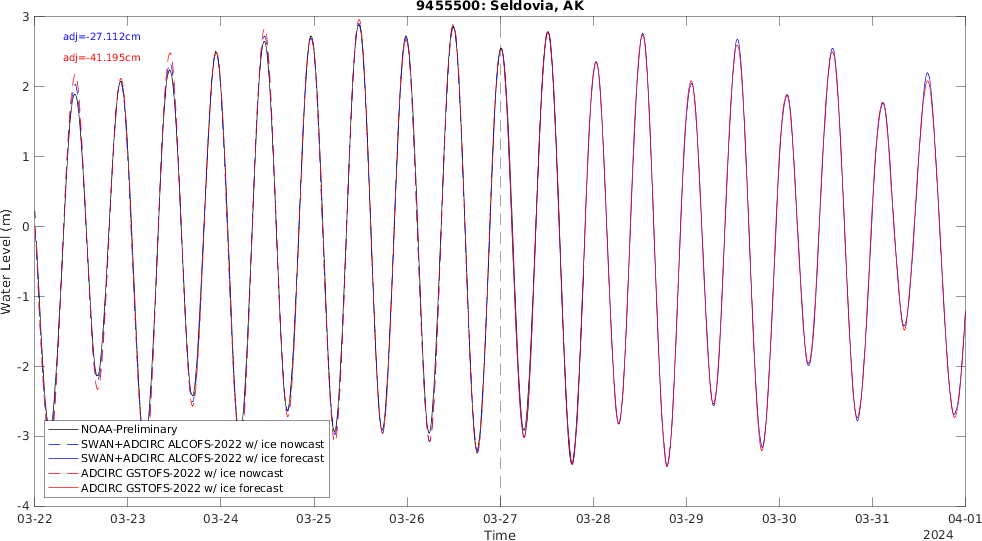 9455500: Seldovia, AK
adj=-27.112cm
adj=-41.195cm
3
2
1
0
-1
-2
-3
-4
Water Level (m)
NOAA-Preliminary
SWAN+ADCIRC ALCOFS-2022 w/ ice nowcast
SWAN+ADCIRC ALCOFS-2022 w/ ice forecast
ADCIRC GSTOFS-2022 w/ ice nowcast
ADCIRC GSTOFS-2022 w/ ice forecast
03-22 03-23 03-24 03-25 03-26 03-27 03-28 03-29 03-30 03-31 04-01
Time
2024